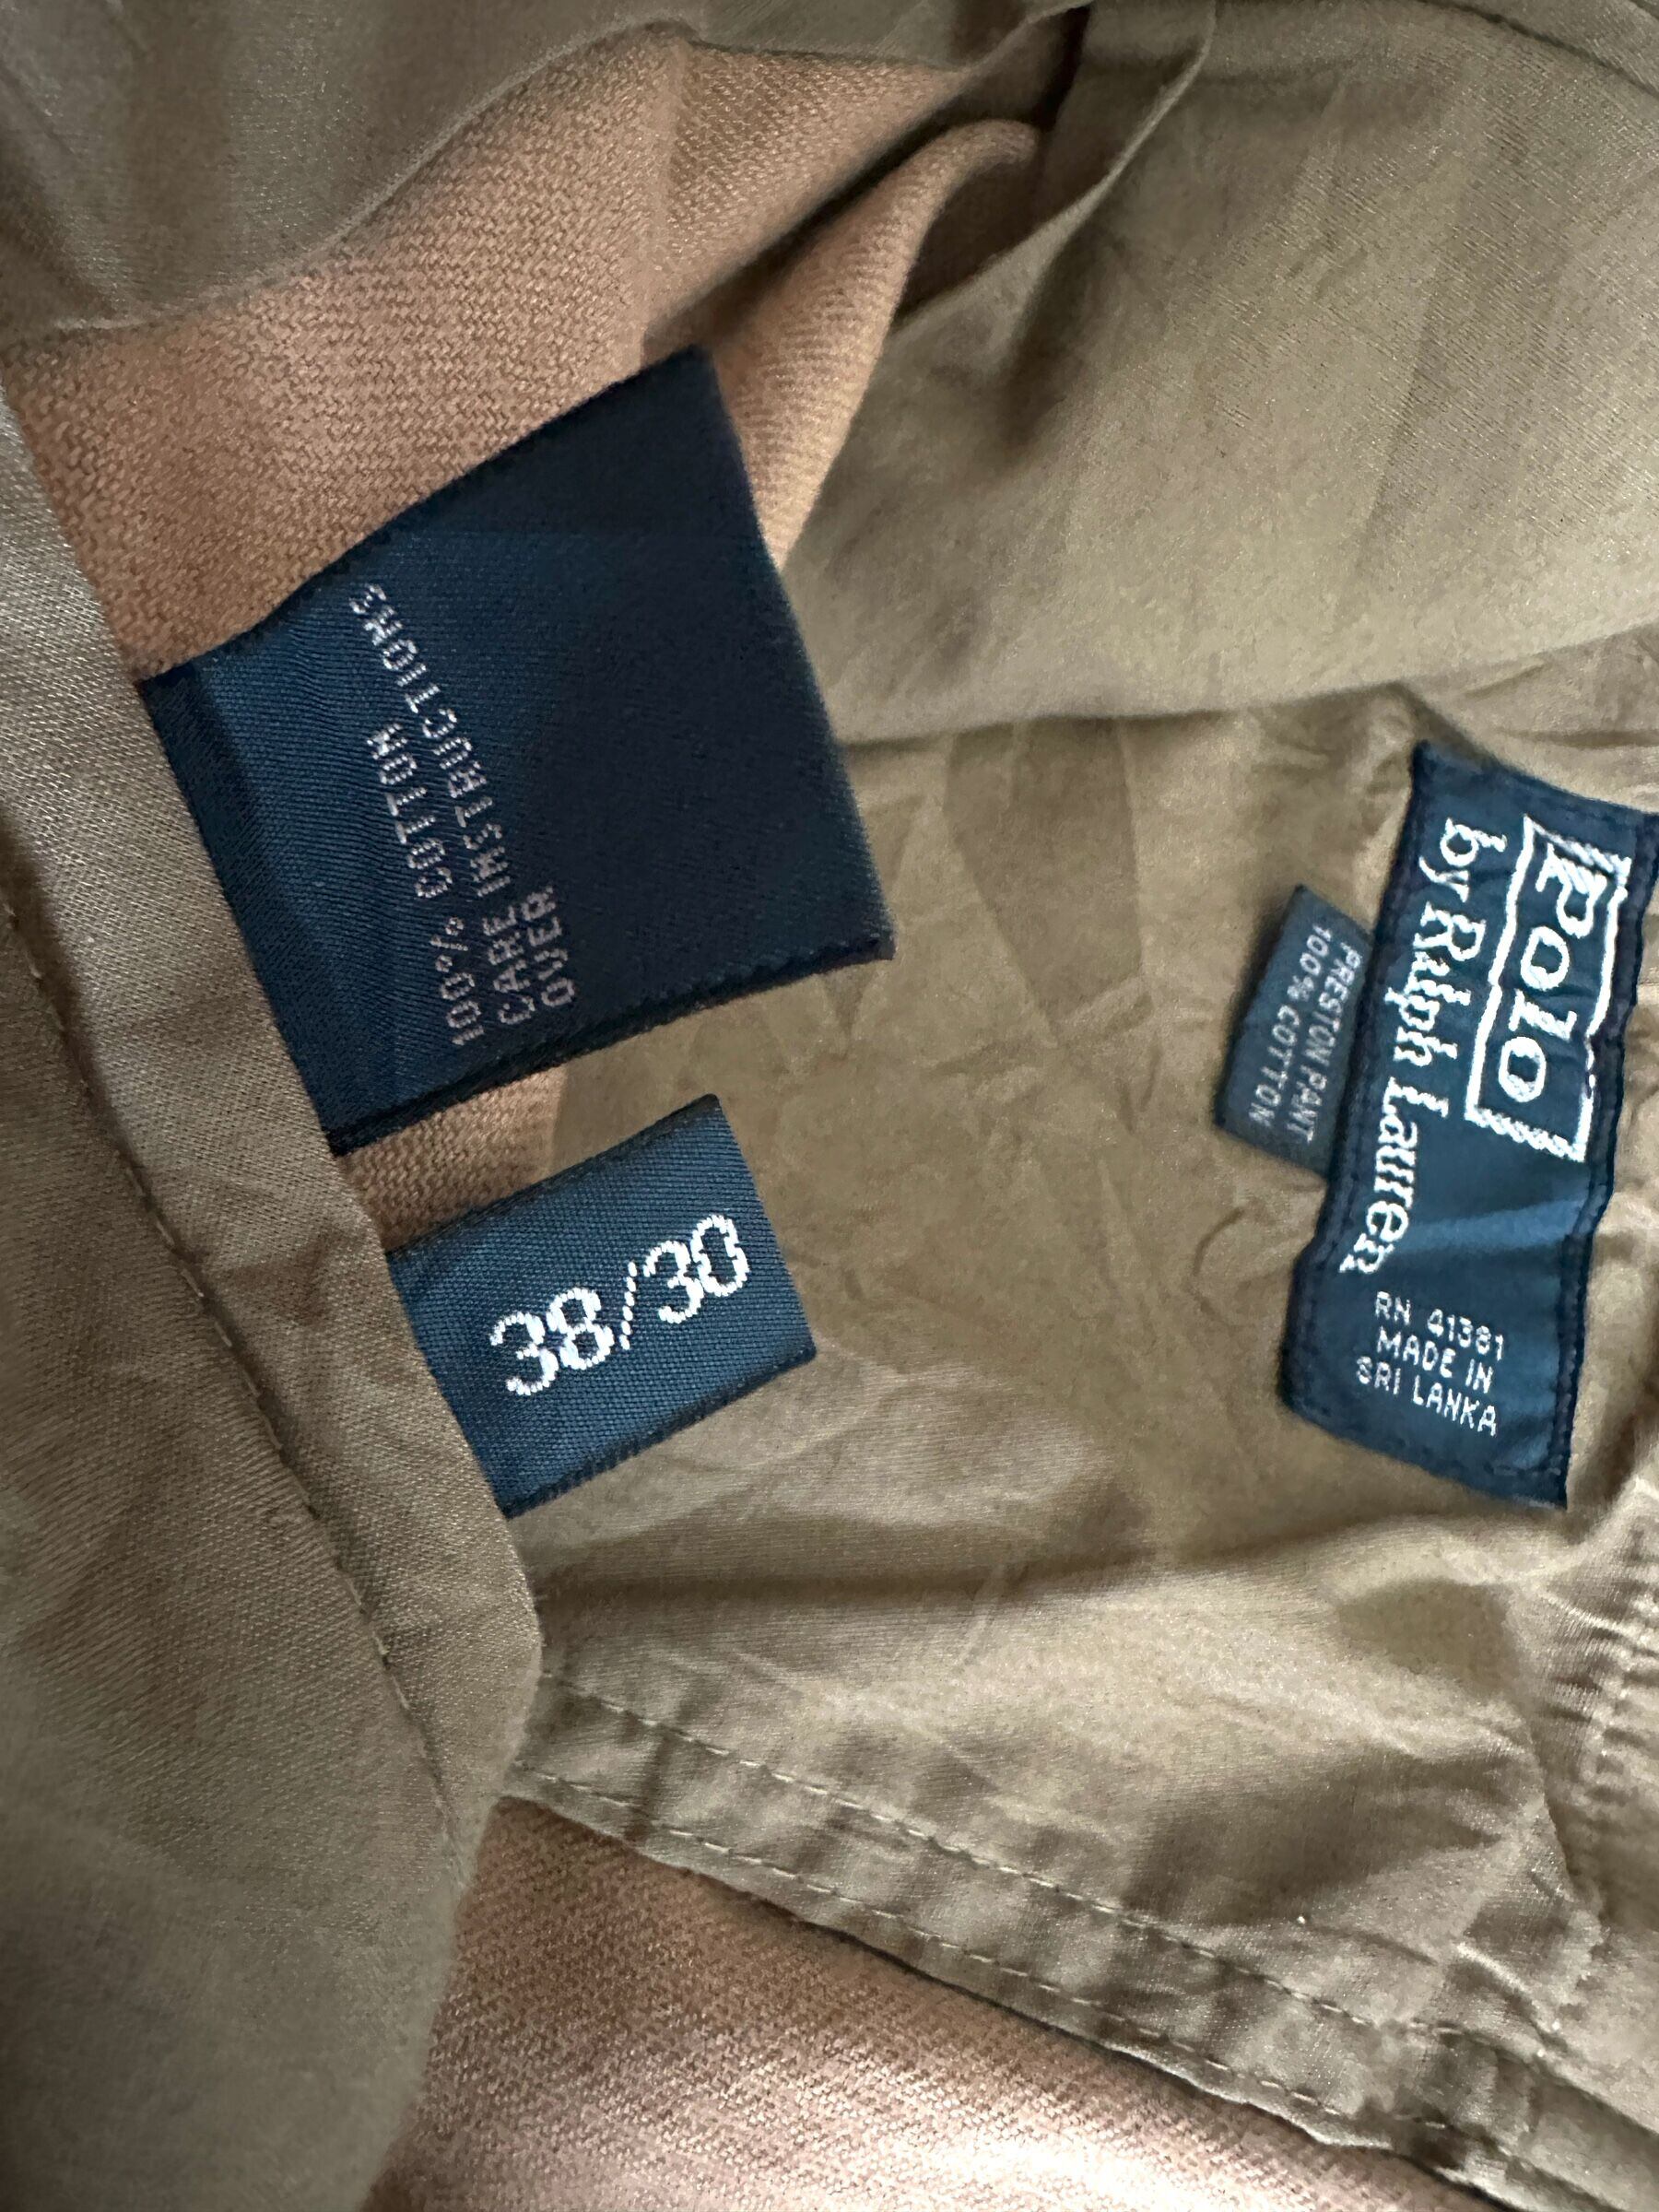 100% COTTON
CARE INSTRUCTIONS
OVER
38/30
Polo
by Ralph Lauren
RN 41381
MADE IN
SRI LANKA
PRESTON PANT
100% COTTON